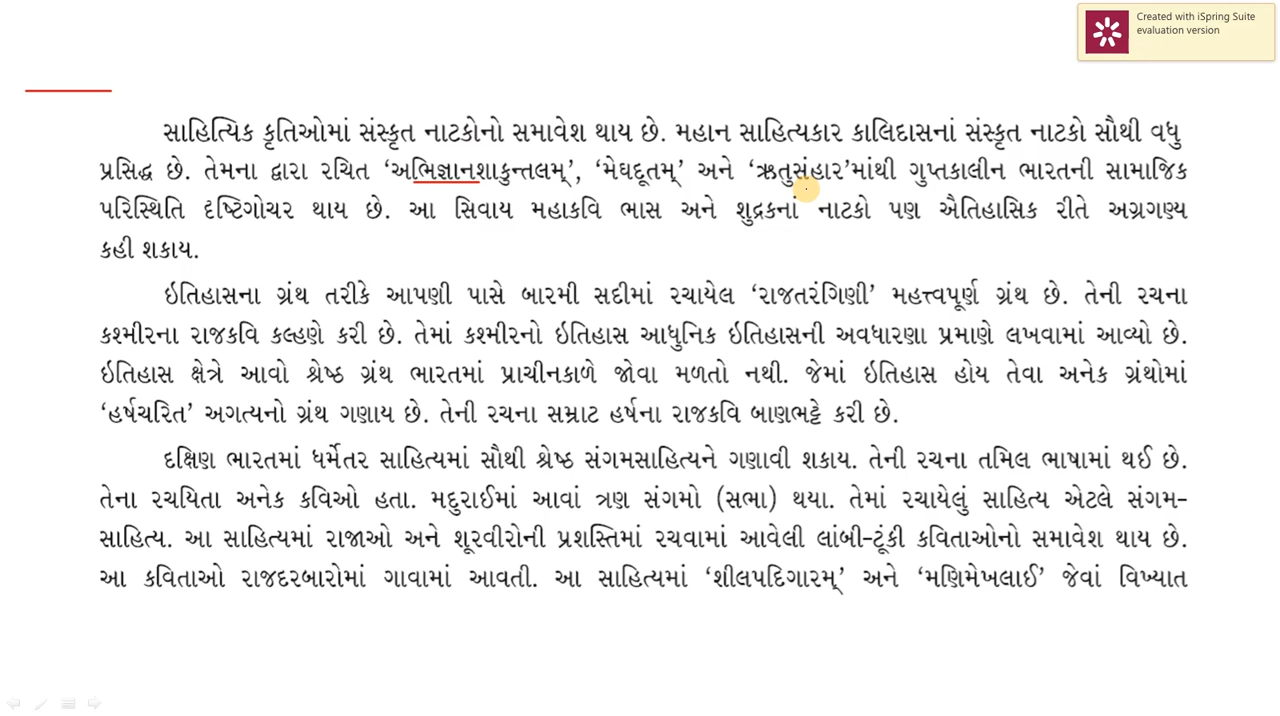 Created with iSpring Suite
evaluation version
સાહિત્યિક કૃતિઓમાં સંસ્કૃત નાટકોનો સમાવેશ થાય છે. મહાન સાહિત્યકાર કાલિદાસનાં સંસ્કૃત નાટકો સૌથી વધુ
પ્રસિદ્ધ છે. તેમના દ્વારા રચિત ‘અભિજ્ઞાનશાકુન્તલમ્’, ‘મેઘદૂતમ્’ અને ‘ઋતુસંહાર’માંથી ગુપ્તકાલીન ભારતની સામાજિક
પરિસ્થિતિ દૃષ્ટિગોચર થાય છે. આ સિવાય મહાકવિ ભાસ અને શુદ્રકનાં નાટકો પણ ઐતિહાસિક રીતે અગ્રગણ્ય
કહી શકાય.
ઇતિહાસના ગ્રંથ તરીકે આપણી પાસે બારમી સદીમાં રચાયેલ ‘રાજતરંગિણી’ મહત્ત્વપૂર્ણ ગ્રંથ છે. તેની રચના
કશ્મીરના રાજકવિ કલ્હણે કરી છે. તેમાં કશ્મીરનો ઇતિહાસ આધુનિક ઇતિહાસની અવધારણા પ્રમાણે લખવામાં આવ્યો છે.
ઇતિહાસ ક્ષેત્રે આવો શ્રેષ્ઠ ગ્રંથ ભારતમાં પ્રાચીનકાળે જોવા મળતો નથી. જેમાં ઇતિહાસ હોય તેવા અનેક ગ્રંથોમાં
‘હર્ષચરિત’ અગત્યનો ગ્રંથ ગણાય છે. તેની રચના સમ્રાટ હર્ષના રાજકવિ બાણભટ્ટે કરી છે.
દક્ષિણ ભારતમાં ધર્મેતર સાહિત્યમાં સૌથી શ્રેષ્ઠ સંગમસાહિત્યને ગણાવી શકાય. તેની રચના તમિલ ભાષામાં થઈ છે.
તેના રચયિતા અનેક કવિઓ હતા. મદુરાઈમાં આવાં ત્રણ સંગમો (સભા) થયા. તેમાં રચાયેલું સાહિત્ય એટલે સંગમ-
સાહિત્ય. આ સાહિત્યમાં રાજાઓ અને શૂરવીરોની પ્રશસ્તિમાં રચવામાં આવેલી લાંબી-ટૂંકી કવિતાઓનો સમાવેશ થાય છે.
આ કવિતાઓ રાજદરબારોમાં ગાવામાં આવતી. આ સાહિત્યમાં ‘શીલપદિગારમ્’ અને ‘મણિમેખલાઈ’ જેવાં વિખ્યાત